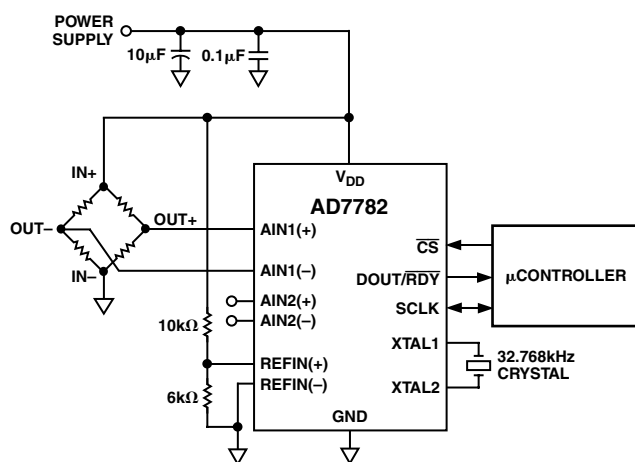 POWER
SUPPLY
10µF
0.1µF
IN+
OUT–
OUT+
IN–
10kΩ
6kΩ
VDD
AD7782
AIN1(+)
AIN1(–)
AIN2(+)
AIN2(–)
REFIN(+)
REFIN(–)
GND
CS
DOUT/RDY
SCLK
XTAL1
XTAL2
µCONTROLLER
32.768kHz
CRYSTAL